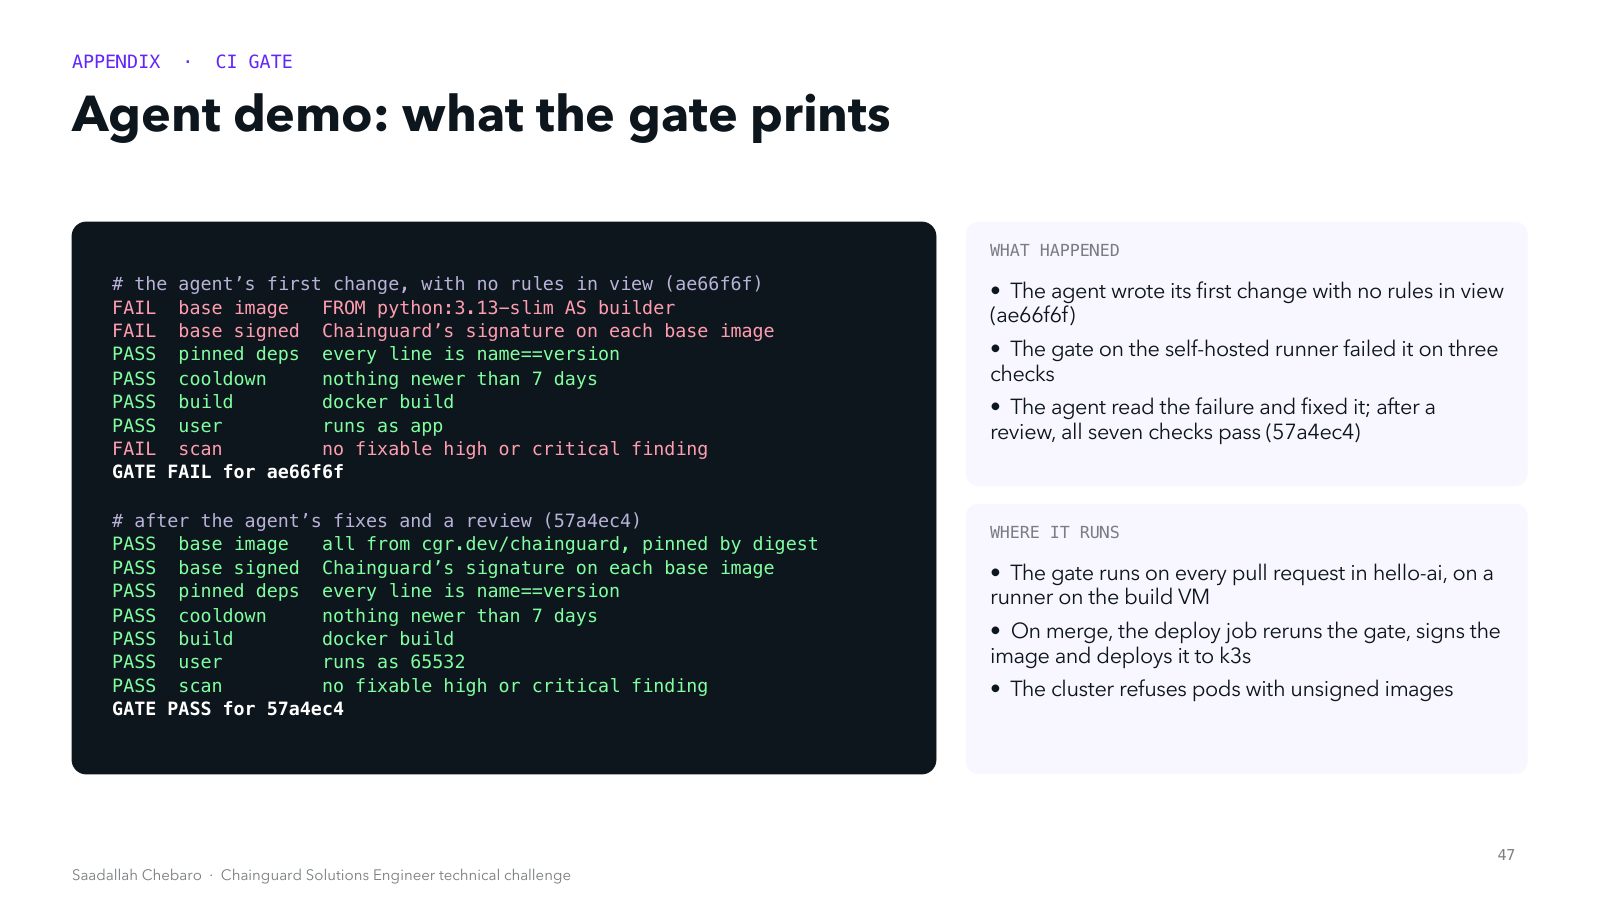 APPENDIX · CI GATE
Agent demo: what the gate prints
# the agent’s first change, with no rules in view (ae66f6f)
FAIL  base image   FROM python:3.13–slim AS builder
FAIL  base signed  Chainguard’s signature on each base image
PASS  pinned deps  every line is name==version
PASS  cooldown     nothing newer than 7 days
PASS  build        docker build
PASS  user         runs as app
FAIL  scan         no fixable high or critical finding
GATE FAIL for ae66f6f
# after the agent’s fixes and a review (57a4ec4)
PASS  base image   all from cgr.dev/chainguard, pinned by digest
PASS  base signed  Chainguard’s signature on each base image
PASS  pinned deps  every line is name==version
PASS  cooldown     nothing newer than 7 days
PASS  build        docker build
PASS  user         runs as 65532
PASS  scan         no fixable high or critical finding
GATE PASS for 57a4ec4
WHAT HAPPENED
• The agent wrote its first change with no rules in view
(ae66f6f)
• The gate on the self-hosted runner failed it on three
checks
• The agent read the failure and fixed it; after a
review, all seven checks pass (57a4ec4)
WHERE IT RUNS
• The gate runs on every pull request in hello-ai, on a
runner on the build VM
• On merge, the deploy job reruns the gate, signs the
image and deploys it to k3s
• The cluster refuses pods with unsigned images
47
Saadallah Chebaro · Chainguard Solutions Engineer technical challenge